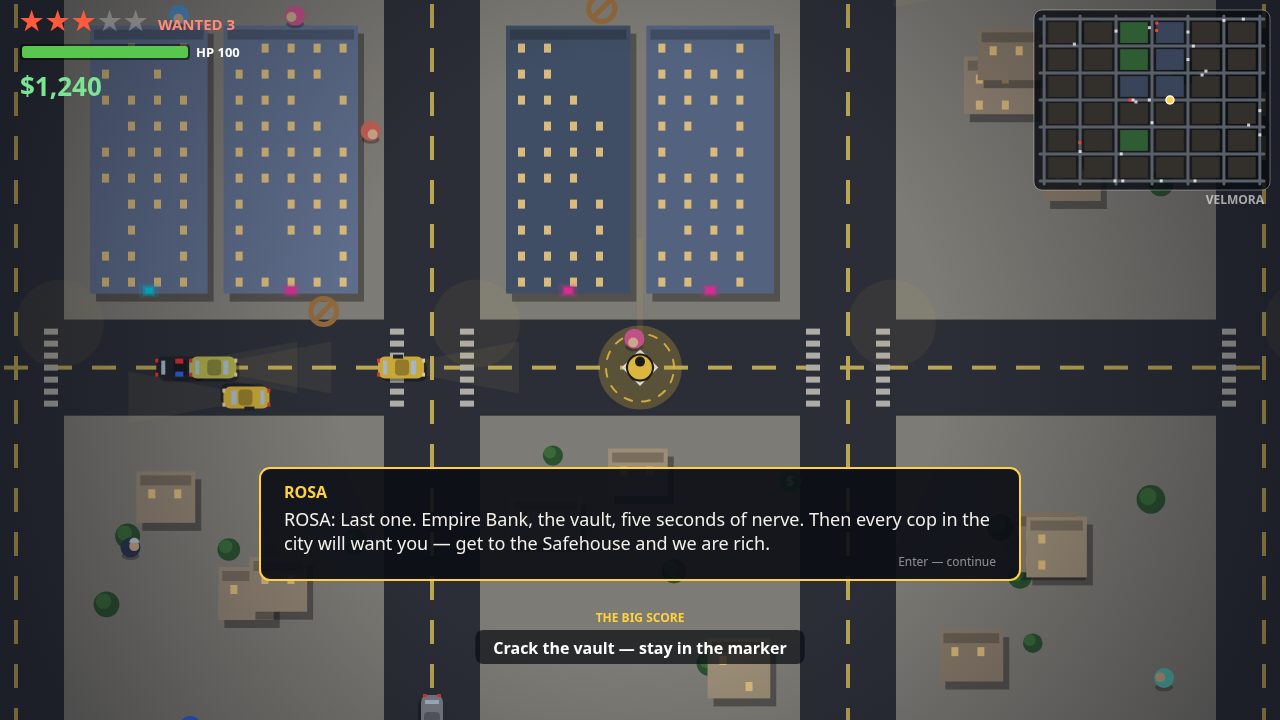 WANTED 3
HP 100
$1,240
VELMORA
$
ROSA
ROSA: Last one. Empire Bank, the vault, five seconds of nerve. Then every cop in the
city will want you — get to the Safehouse and we are rich.
Enter — continue
THE BIG SCORE
Crack the vault — stay in the marker